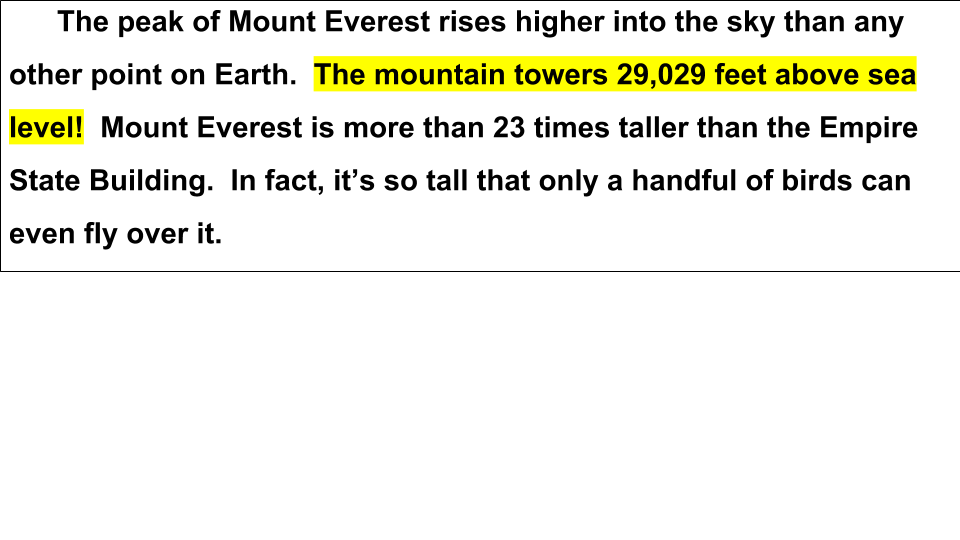 The peak of Mount Everest rises higher into the sky than any
other point on Earth.  The mountain towers 29,029 feet above sea
level!  Mount Everest is more than 23 times taller than the Empire
State Building.  In fact, it’s so tall that only a handful of birds can
even fly over it.